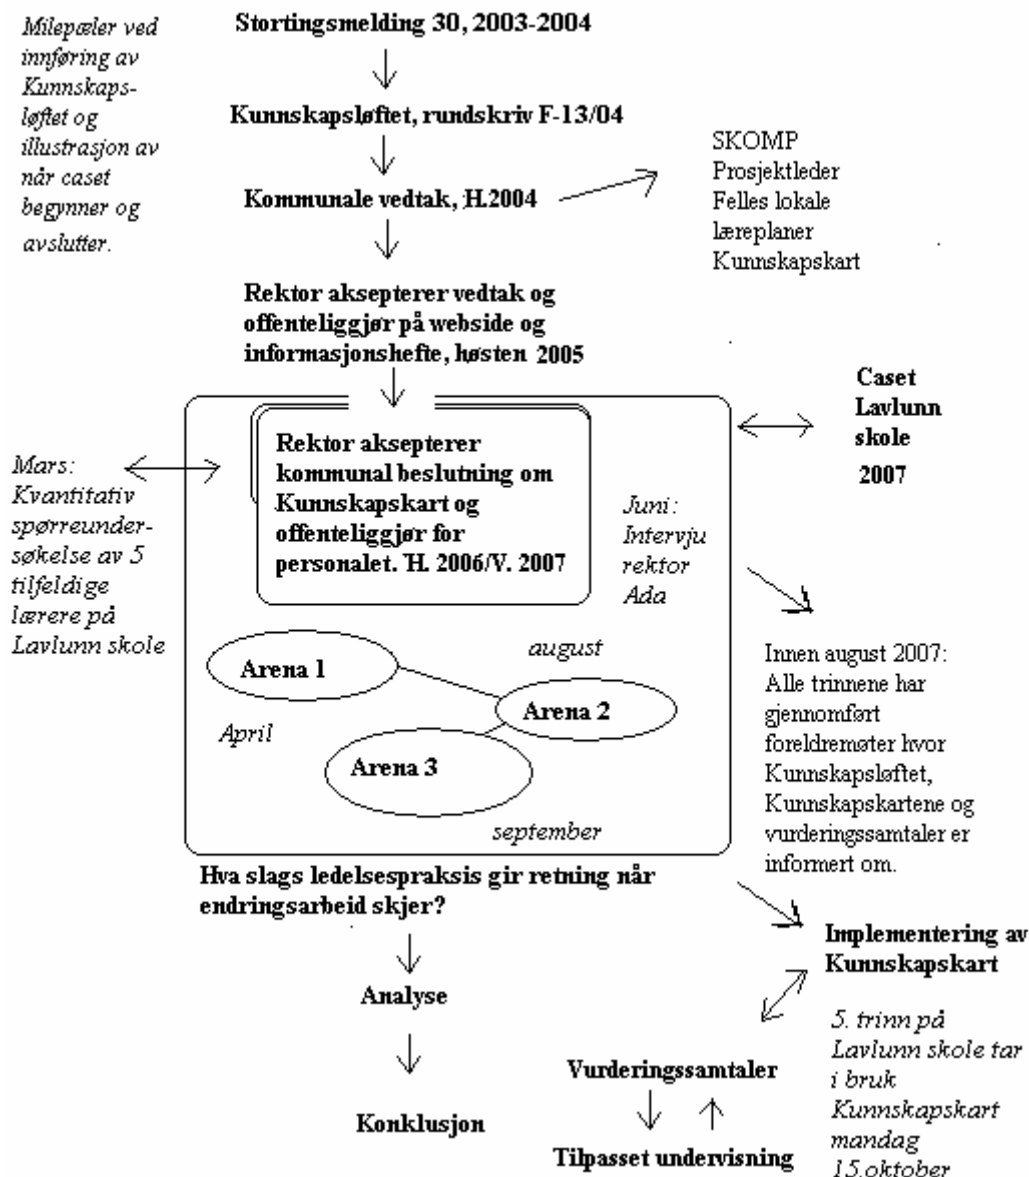 Milepæler ved
innføring av
Kunnskaps-
løftet og
illustrasjon av
når caset
begynner og
avslutter.
Stortingsmelding 30, 2003-2004
Kunnskapsløftet, rundskriv F-13/04
Kommunale vedtak, H.2004
SKOMP
Prosjektleder
Felles lokale
læreplaner
Kunnskapskart
Rektor aksepterer vedtak og
offenteliggjør på webside og
informasjonshefte, høsten 2005
Caset
Lavlunn
skole
2007
Rektor aksepterer
kommunal beslutning om
Kunnskapskart og
offenteliggjør for
personalet. H. 2006/V. 2007
Mars:
Kvantitativ
spørreunder-
søkelse av 5
tilfeldige
lærere på
Lavlunn skole
Juni:
Intervju
rektor
Ada
Arena 1
august
Arena 2
April
Arena 3
september
Innen august 2007:
Alle trinnene har
gjennomført
foreldremøter hvor
Kunnskapsløftet,
Kunnskapskartene og
vurderingssamtaler er
informert om.
Hva slags ledelsespraksis gir retning når
endringsarbeid skjer?
Analyse
Konklusjon
Implementering av
Kunnskapskart
Vurderingssamtaler
Tilpasset undervisning
5. trinn på
Lavlunn skole tar
i bruk
Kunnskapskart
mandag
15.oktober